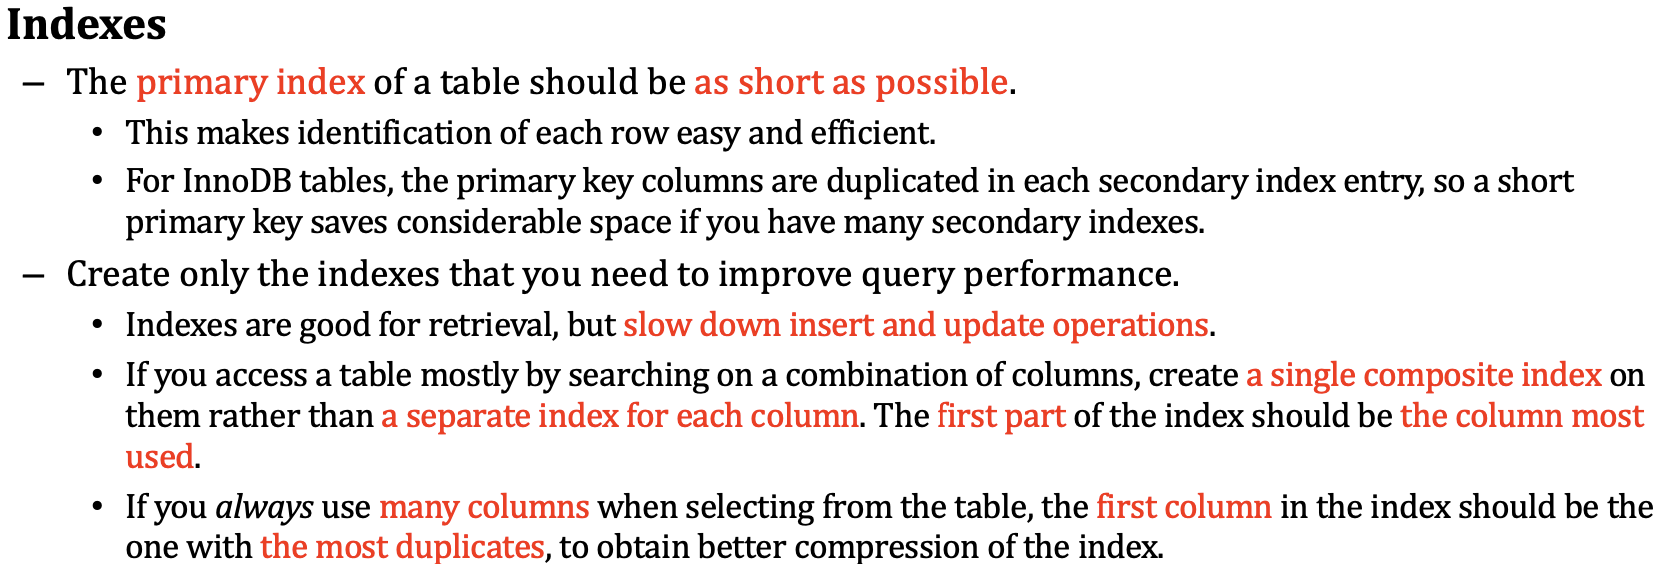 Indexes
– The primary index of a table should be as short as possible.
• This makes identification of each row easy and efficient.
• For InnoDB tables, the primary key columns are duplicated in each secondary index entry, so a short
primary key saves considerable space if you have many secondary indexes.
– Create only the indexes that you need to improve query performance.
• Indexes are good for retrieval, but slow down insert and update operations.
• If you access a table mostly by searching on a combination of columns, create a single composite index on
them rather than a separate index for each column. The first part of the index should be the column most
used.
• If you always use many columns when selecting from the table, the first column in the index should be the
one with the most duplicates, to obtain better compression of the index.